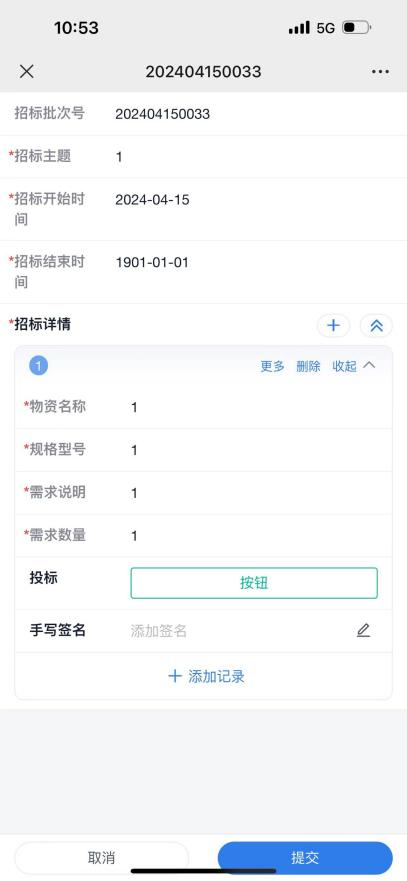 10:53
5G
202404150033
招标批次号 202404150033
*招标主题 1
*招标开始时 2024-04-15
间
*招标结束时 1901-01-01
间
*招标详情
1 更多 删除 收起
*物资名称 1
*规格型号 1
*需求说明 1
*需求数量 1
投标 按钮
手写签名 添加签名
添加记录
取消 提交